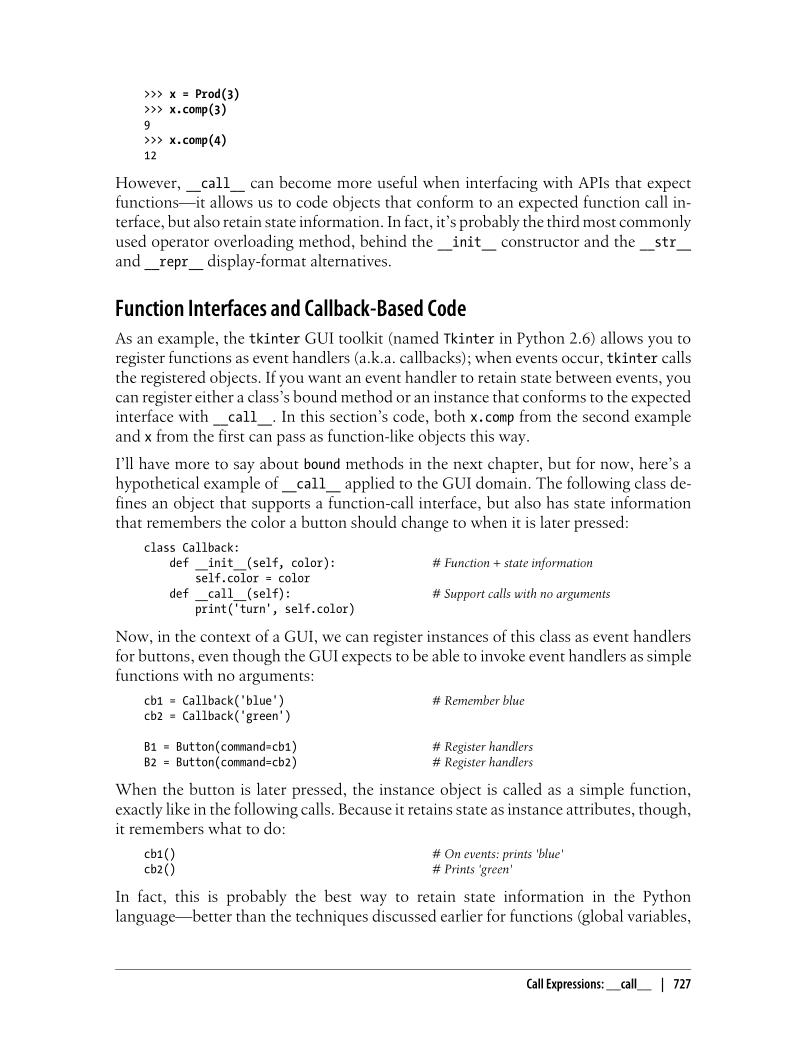 >>> x = Prod(3)
>>> x.comp(3)
9
>>> x.comp(4)
12
However, __call__ can become more useful when interfacing with APIs that expect
functions—it allows us to code objects that conform to an expected function call in-
terface, but also retain state information. In fact, it's probably the third most commonly
used operator overloading method, behind the __init__ constructor and the __str__
and __repr__ display-format alternatives.
Function Interfaces and Callback-Based Code
As an example, the tkinter GUI toolkit (named Tkinter in Python 2.6) allows you to
register functions as event handlers (a.k.a. callbacks); when events occur, tkinter calls
the registered objects. If you want an event handler to retain state between events, you
can register either a class's bound method or an instance that conforms to the expected
interface with __call__. In this section's code, both x.comp from the second example
and x from the first can pass as function-like objects this way.
I'll have more to say about bound methods in the next chapter, but for now, here's a
hypothetical example of __call__ applied to the GUI domain. The following class de-
fines an object that supports a function-call interface, but also has state information
that remembers the color a button should change to when it is later pressed:
class Callback:
    def __init__(self, color): # Function + state information
        self.color = color
    def __call__(self): # Support calls with no arguments
        print('turn', self.color)
Now, in the context of a GUI, we can register instances of this class as event handlers
for buttons, even though the GUI expects to be able to invoke event handlers as simple
functions with no arguments:
cb1 = Callback('blue') # Remember blue
cb2 = Callback('green')
B1 = Button(command=cb1) # Register handlers
B2 = Button(command=cb2) # Register handlers
When the button is later pressed, the instance object is called as a simple function,
exactly like in the following calls. Because it retains state as instance attributes, though,
it remembers what to do:
cb1() # On events: prints 'blue'
cb2() # Prints 'green'
In fact, this is probably the best way to retain state information in the Python
language—better than the techniques discussed earlier for functions (global variables,
Call Expressions: __call__ | 727